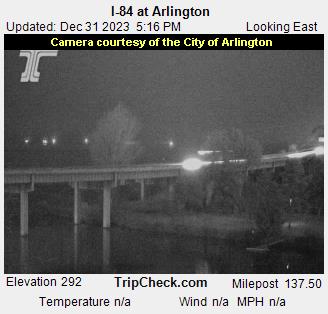 I-84 at Arlington
Updated: Dec 31 2023 5:16 PM Looking East
Camera courtesy of the City of Arlington
Elevation 292 TripCheck.com Milepost 137.50
Temperature n/a Wind n/a MPH n/a